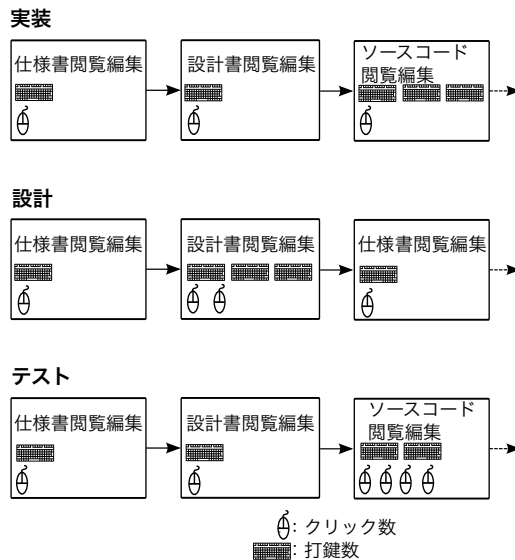 実装
仕様書閲覧編集
設計書閲覧編集
ソースコード
閲覧編集
設計
仕様書閲覧編集
設計書閲覧編集
仕様書閲覧編集
テスト
仕様書閲覧編集
設計書閲覧編集
ソースコード
閲覧編集
: クリック数
: 打鍵数